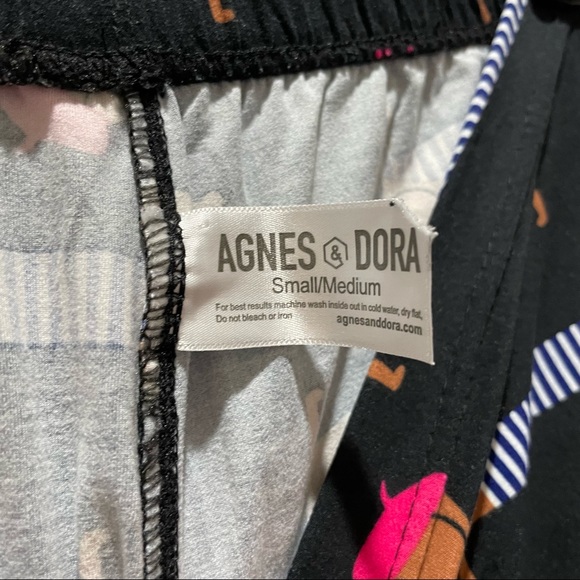 AGNES & DORA
Small/Medium
For best results machine wash inside out in cold water, dry flat,
Do not bleach or iron
agnesanddora.com